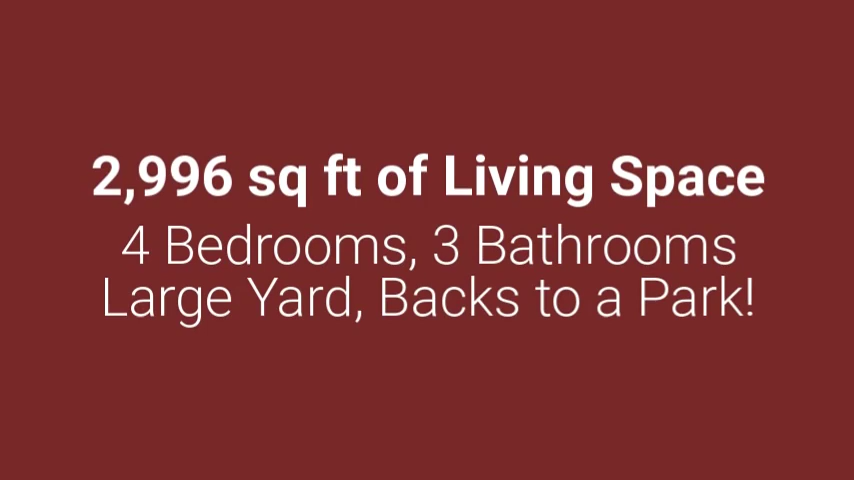 2,996 sq ft of Living Space
4 Bedrooms, 3 Bathrooms
Large Yard, Backs to a Park!